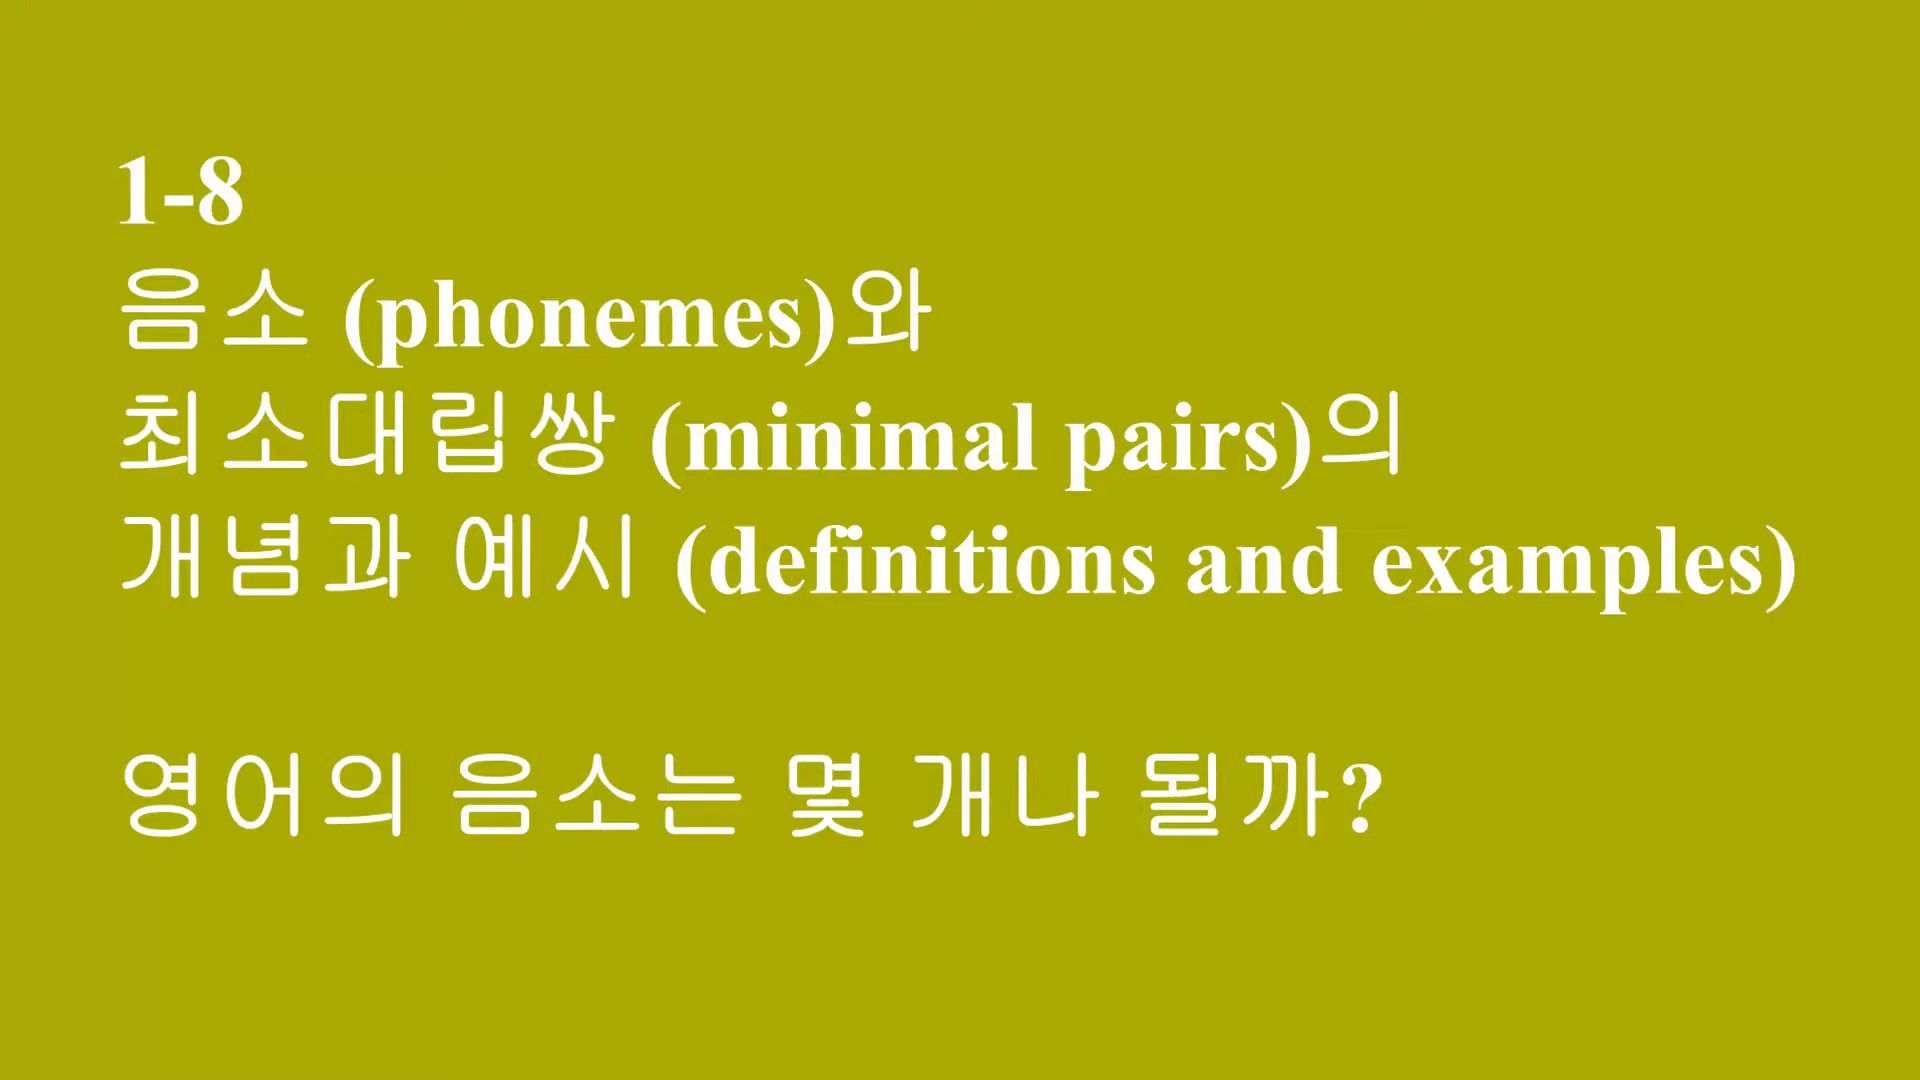 1-8
음소 (phonemes)와
최소대립쌍 (minimal pairs)의
개념과 예시 (definitions and examples)
영어의 음소는 몇 개나 될까?